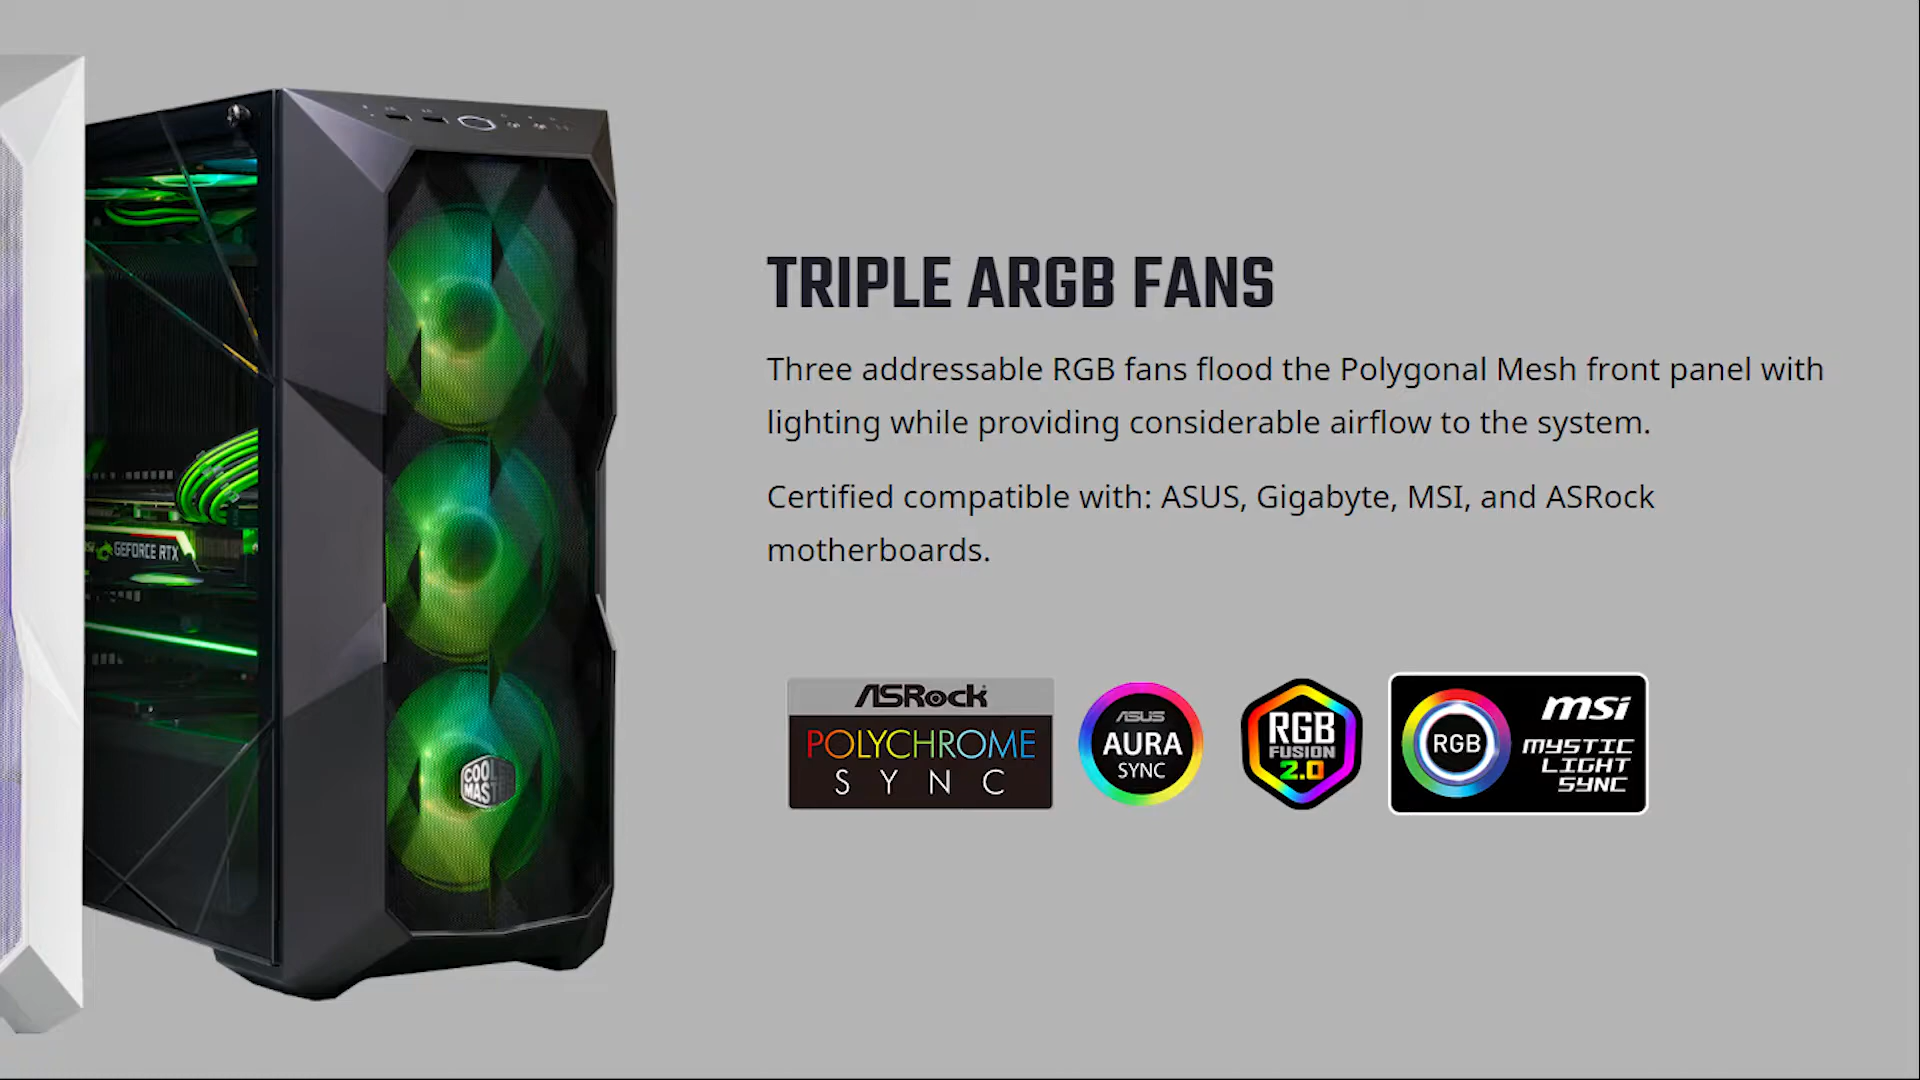 TRIPLE ARGB FANS
Three addressable RGB fans flood the Polygonal Mesh front panel with
lighting while providing considerable airflow to the system.
Certified compatible with: ASUS, Gigabyte, MSI, and ASRock
motherboards.
GEFORCE RTX
COOL
MAST
ASRock
POLYCHROME
SYNC
ASUS
AURA
SYNC
RGB
FUSION
2.0
RGB
msi
MYSTIC
LIGHT
SYNC